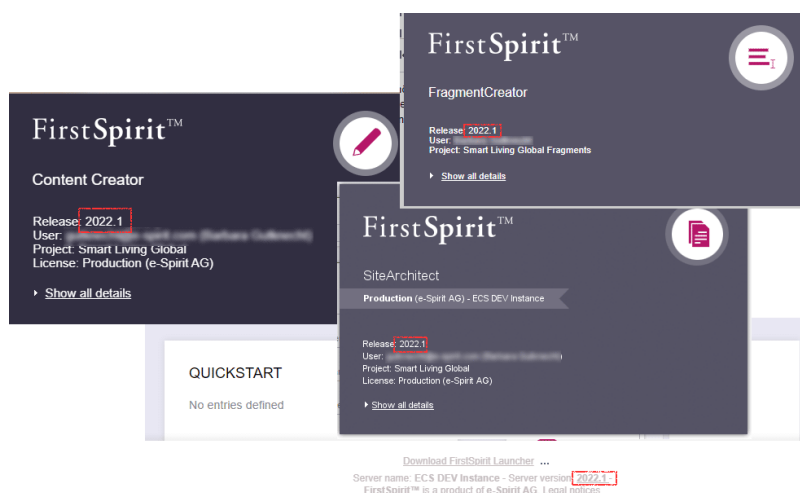 FirstSpirit™
Content Creator
Release: 2022.1
User:
Project: Smart Living Global
License: Production (e-Spirit AG)
Show all details
FirstSpirit™
FragmentCreator
Release: 2022.1
User:
Project: Smart Living Global Fragments
Show all details
FirstSpirit™
SiteArchitect
Production (e-Spirit AG) - ECS DEV Instance
Release: 2022.1
User:
Project: Smart Living Global
License: Production (e-Spirit AG)
Show all details
QUICKSTART
No entries defined
Download FirstSpirit Launcher ...
Server name: ECS DEV Instance - Server version: 2022.1 -
FirstSpirit™ is a product of e-Spirit AG. Legal notices